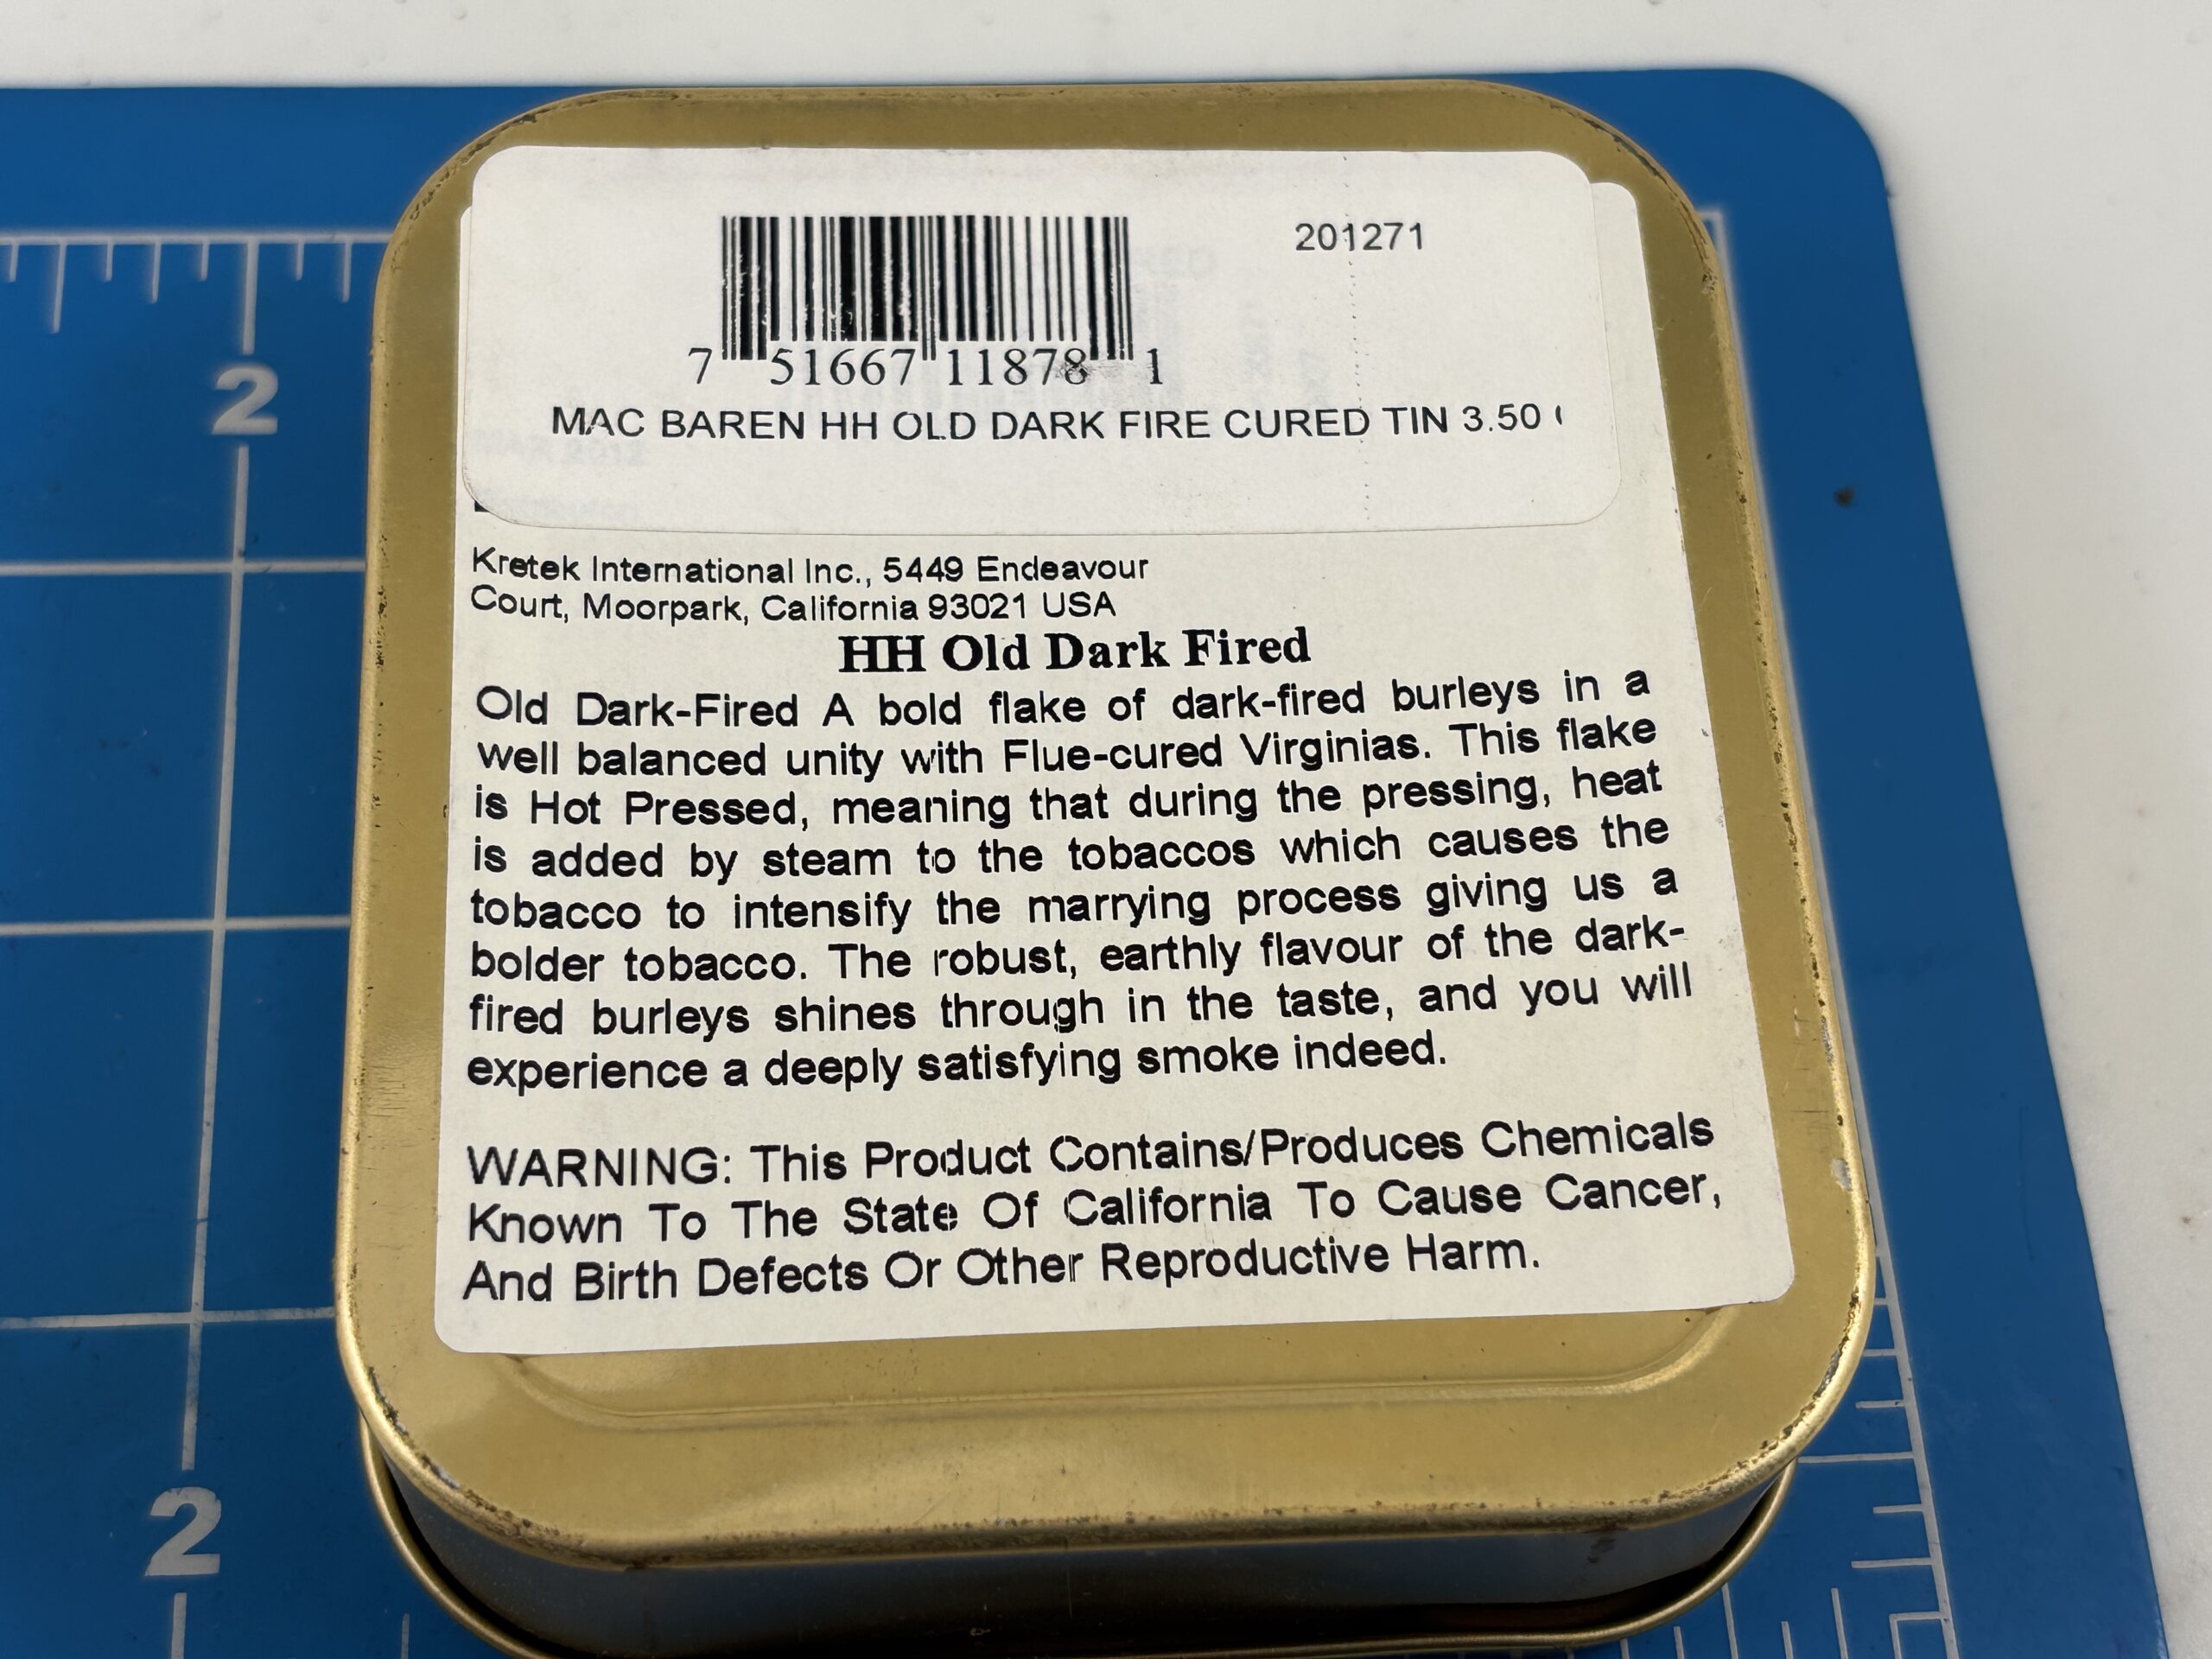 201271
7 51667 11878 1
MAC BAREN HH OLD DARK FIRE CURED TIN 3.50
Kretek International Inc., 5449 Endeavour
Court, Moorpark, California 93021 USA
HH Old Dark Fired
Old Dark-Fired A bold flake of dark-fired burleys in a
well balanced unity with Flue-cured Virginias. This flake
is Hot Pressed, meaning that during the pressing, heat
is added by steam to the tobaccos which causes the
tobacco to intensify the marrying process giving us a
bolder tobacco. The robust, earthly flavour of the dark-
fired burleys shines through in the taste, and you will
experience a deeply satisfying smoke indeed.
WARNING: This Product Contains/Produces Chemicals
Known To The State Of California To Cause Cancer,
And Birth Defects Or Other Reproductive Harm.
2
2